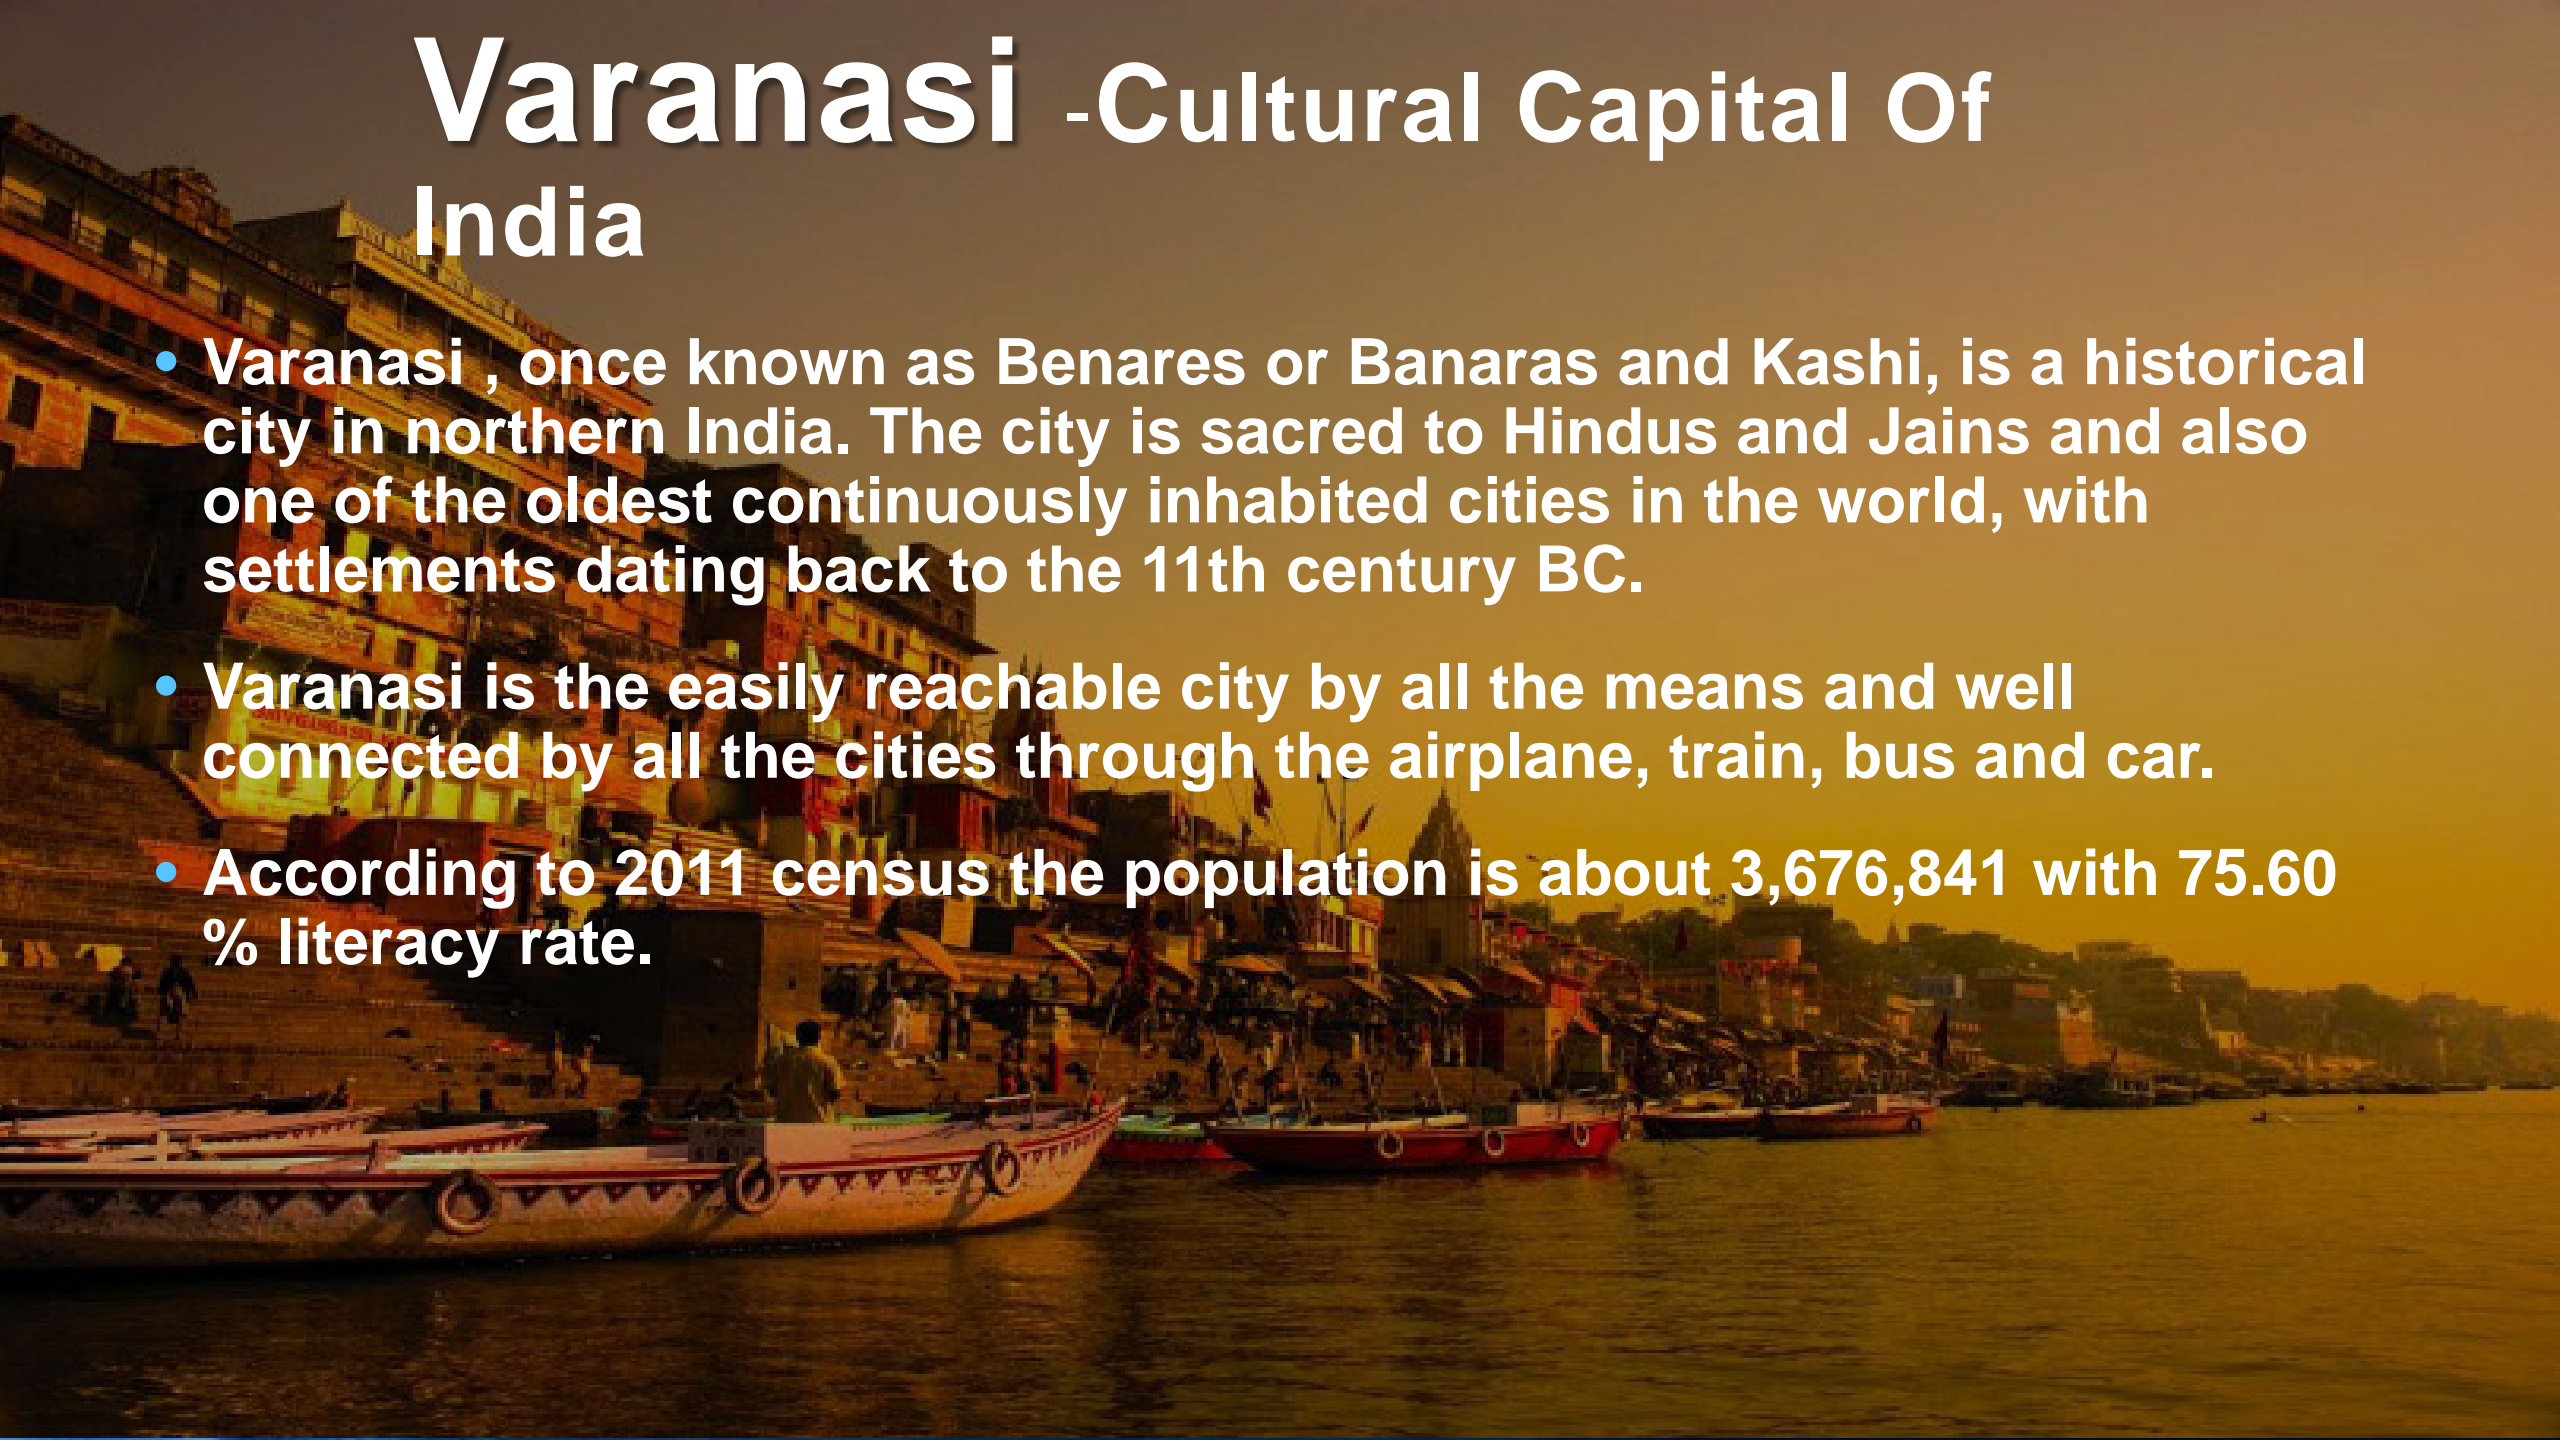 Varanasi -Cultural Capital Of
India
• Varanasi , once known as Benares or Banaras and Kashi, is a historical
city in northern India. The city is sacred to Hindus and Jains and also
one of the oldest continuously inhabited cities in the world, with
settlements dating back to the 11th century BC.
• Varanasi is the easily reachable city by all the means and well
connected by all the cities through the airplane, train, bus and car.
• According to 2011 census the population is about 3,676,841 with 75.60
% literacy rate.